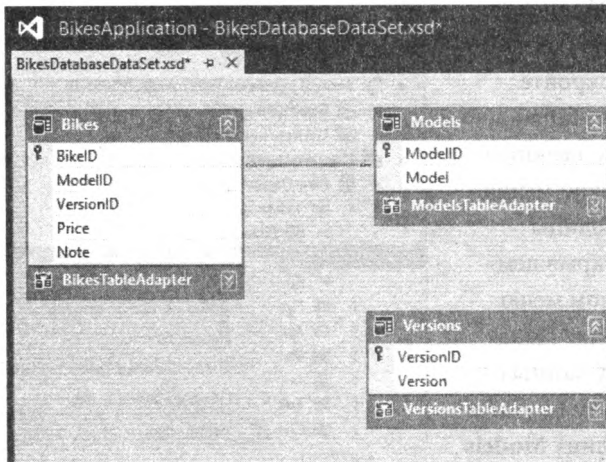 BikesApplication - BikesDatabaseDataSet.xsd*
BikesDatabaseDataSet.xsd*
Bikes
BikeID
ModelID
VersionID
Price
Note
BikesTableAdapter
Models
ModelID
Model
ModelsTableAdapter
Versions
VersionID
Version
VersionsTableAdapter